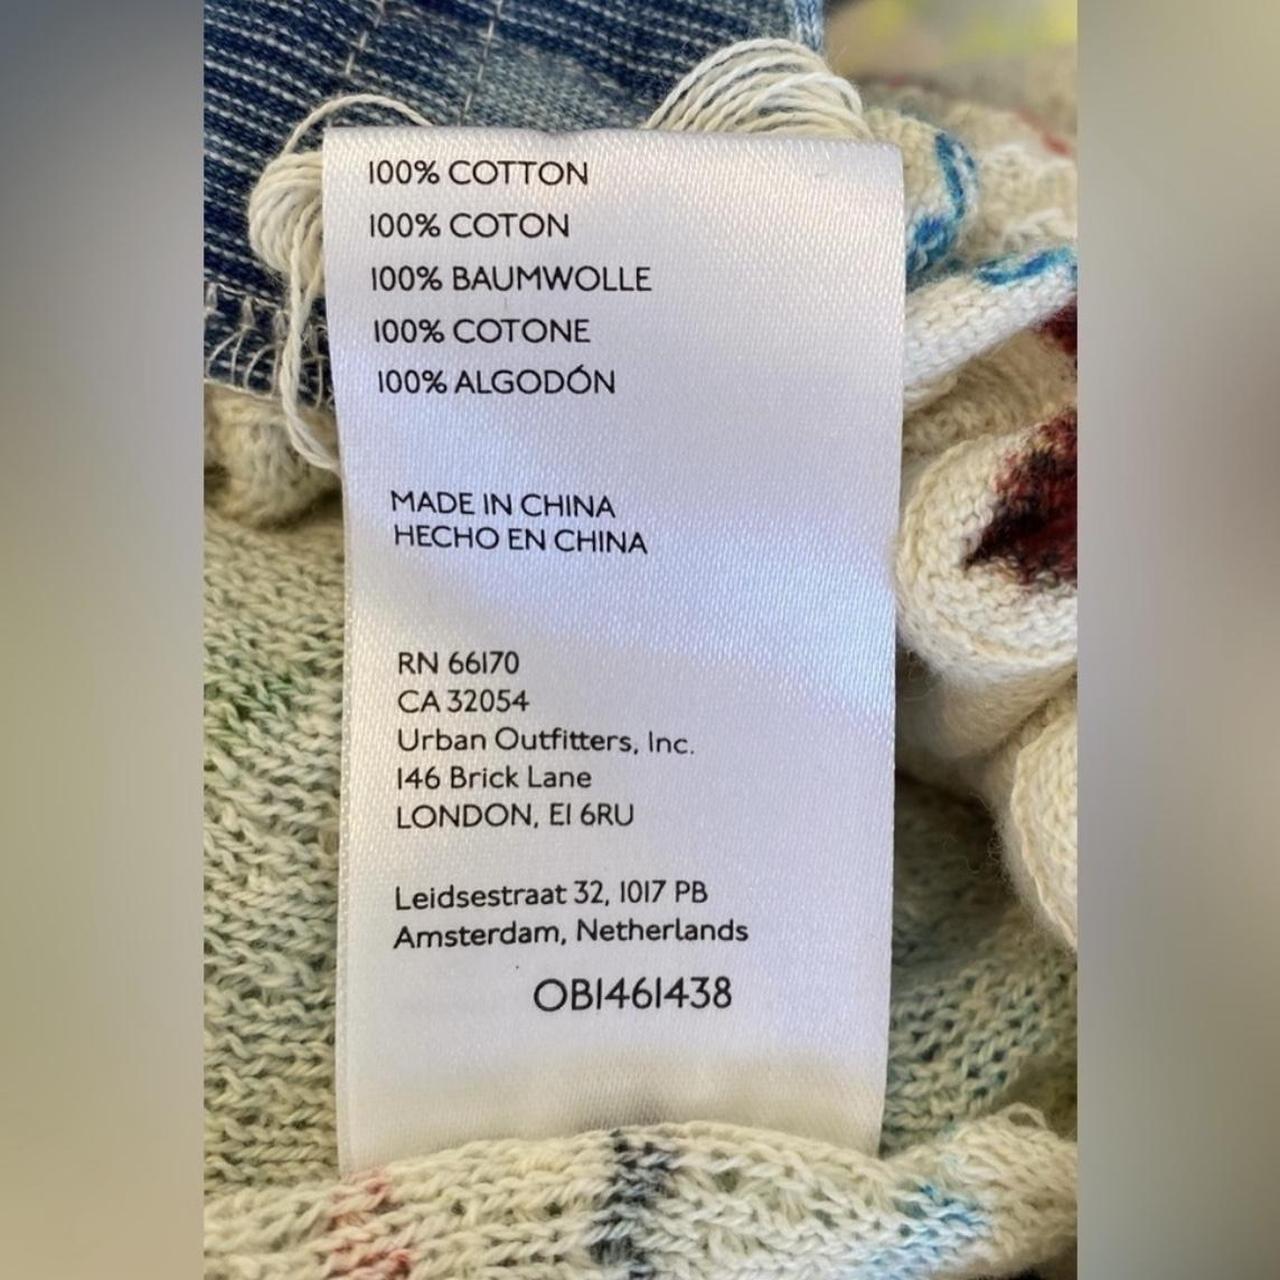 100% COTTON
100% COTON
100% BAUMWOLLE
100% COTONE
100% ALGODÓN
MADE IN CHINA
HECHO EN CHINA
RN 66170
CA 32054
Urban Outfitters, Inc.
146 Brick Lane
LONDON, E1 6RU
Leidsestraat 32, 1017 PB
Amsterdam, Netherlands
OB1461438